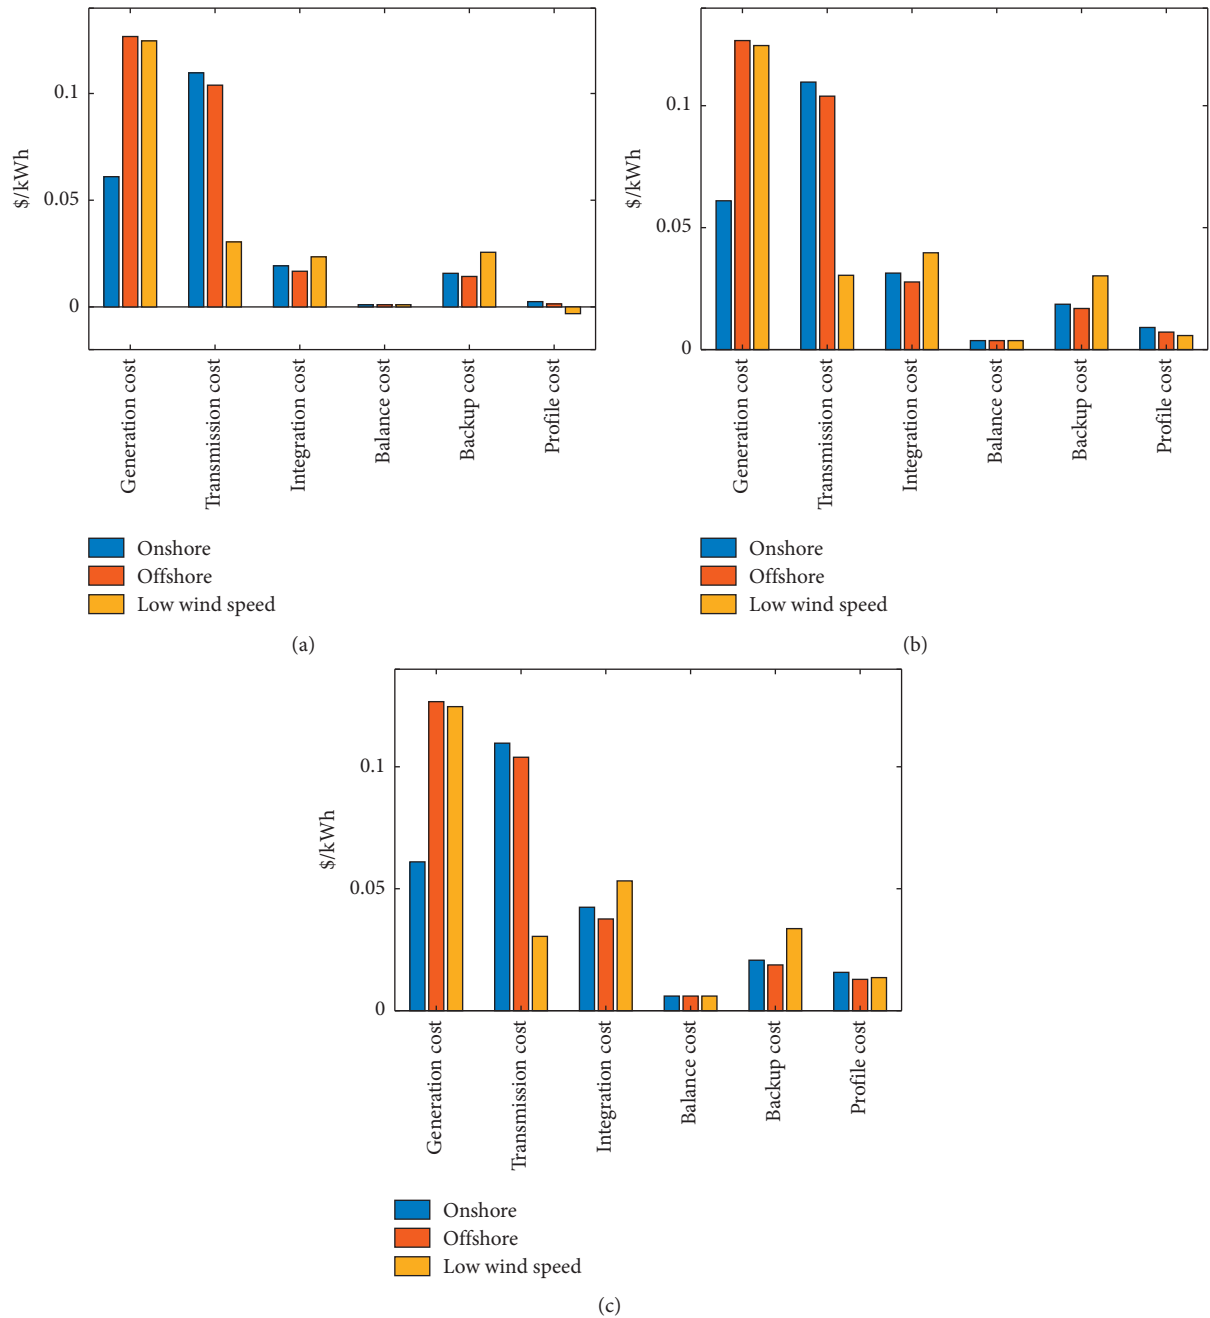 0.1
0.05
0
$/kWh
Generation cost
Transmission cost
Integration cost
Balance cost
Backup cost
Profile cost
Onshore
Offshore
Low wind speed
(a)
0.1
0.05
0
$/kWh
Generation cost
Transmission cost
Integration cost
Balance cost
Backup cost
Profile cost
Onshore
Offshore
Low wind speed
(b)
0.1
0.05
0
$/kWh
Generation cost
Transmission cost
Integration cost
Balance cost
Backup cost
Profile cost
Onshore
Offshore
Low wind speed
(c)